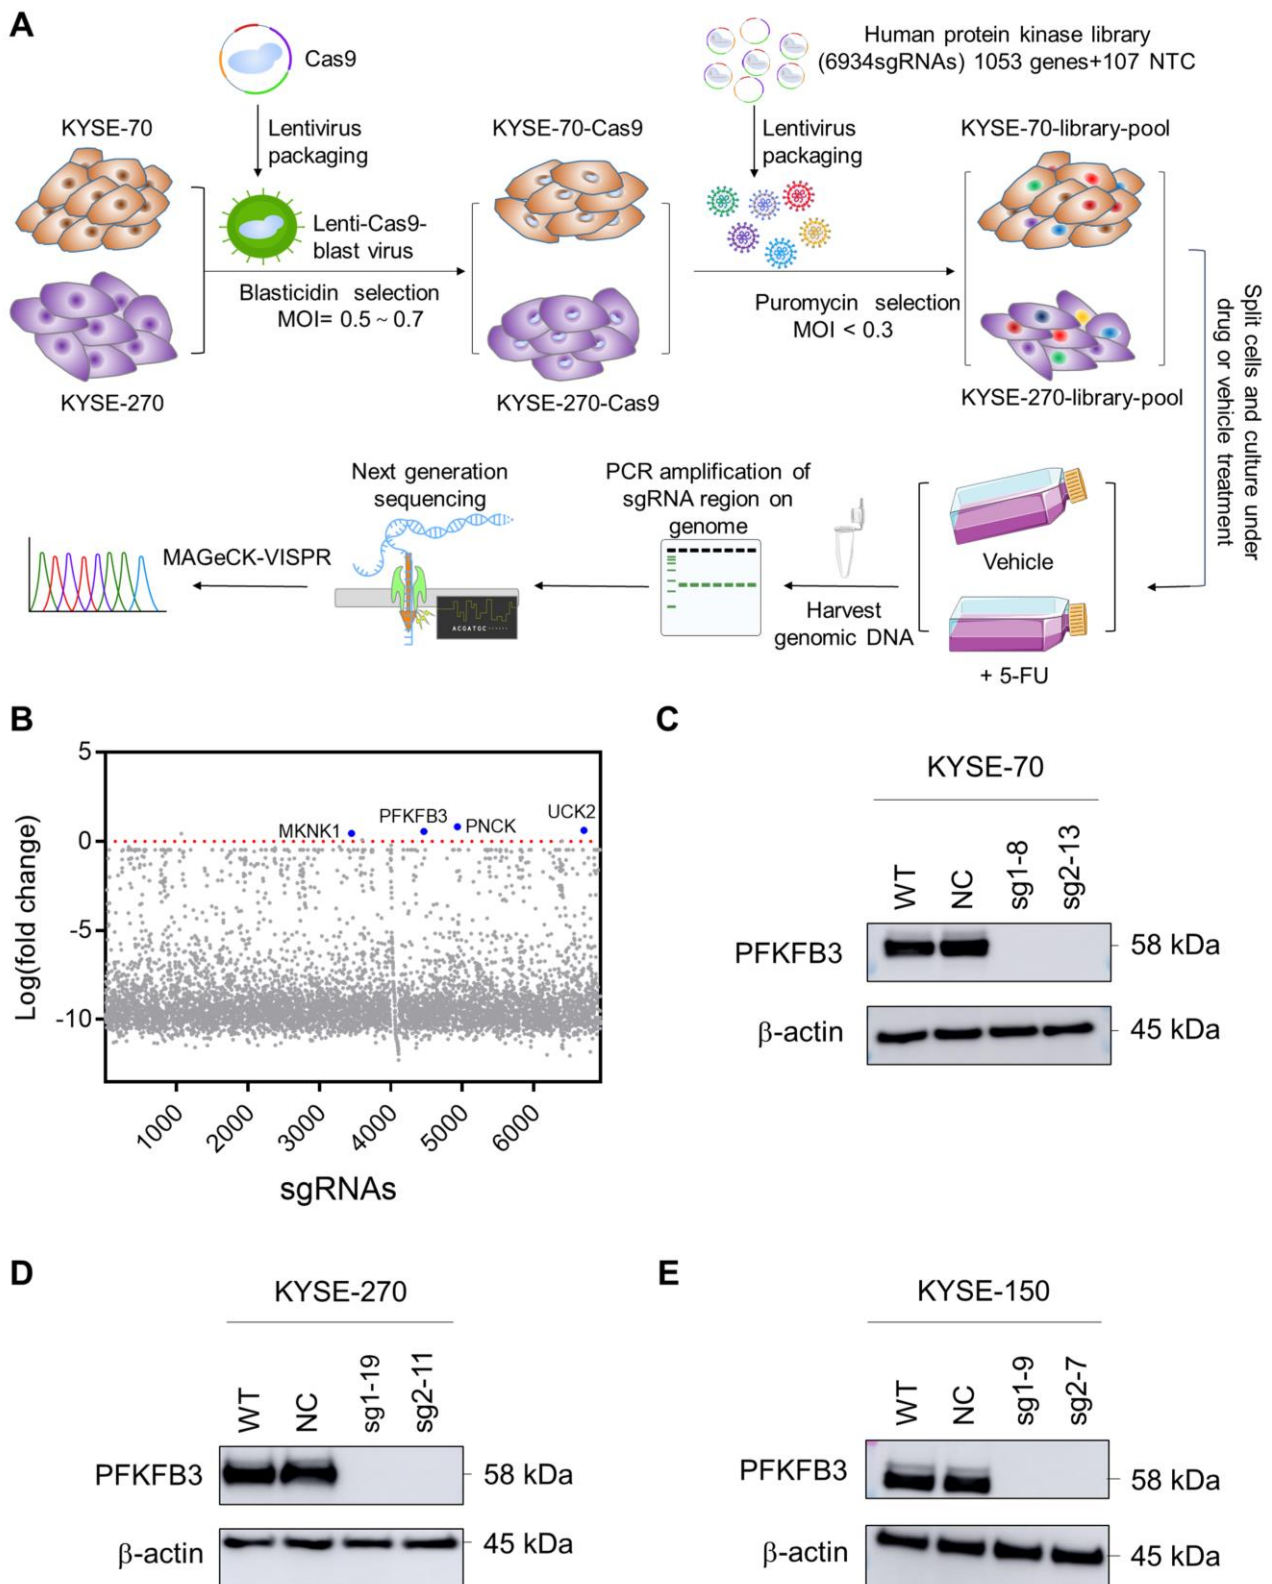 A
Cas9
Human protein kinase library
(6934sgRNAs) 1053 genes+107 NTC
KYSE-70
Lentivirus
packaging
KYSE-70-Cas9
Lentivirus
packaging
KYSE-70-library-pool
Lenti-Cas9-
blast virus
Blasticidin selection
MOI= 0.5 ~ 0.7
Puromycin selection
MOI < 0.3
KYSE-270
KYSE-270-Cas9
KYSE-270-library-pool
Split cells and culture under
drug or vehicle treatment
Vehicle
+ 5-FU
Harvest
genomic DNA
PCR amplification of
sgRNA region on
genome
Next generation
sequencing
ACGATGC······
MAGeCK-VISPR
B
Log(fold change)
5
0
-5
-10
MKNK1
PFKFB3
PNCK
UCK2
1000
2000
3000
4000
5000
6000
sgRNAs
C
KYSE-70
WT
NC
sg1-8
sg2-13
PFKFB3
58 kDa
β-actin
45 kDa
D
KYSE-270
WT
NC
sg1-19
sg2-11
PFKFB3
58 kDa
β-actin
45 kDa
E
KYSE-150
WT
NC
sg1-9
sg2-7
PFKFB3
58 kDa
β-actin
45 kDa